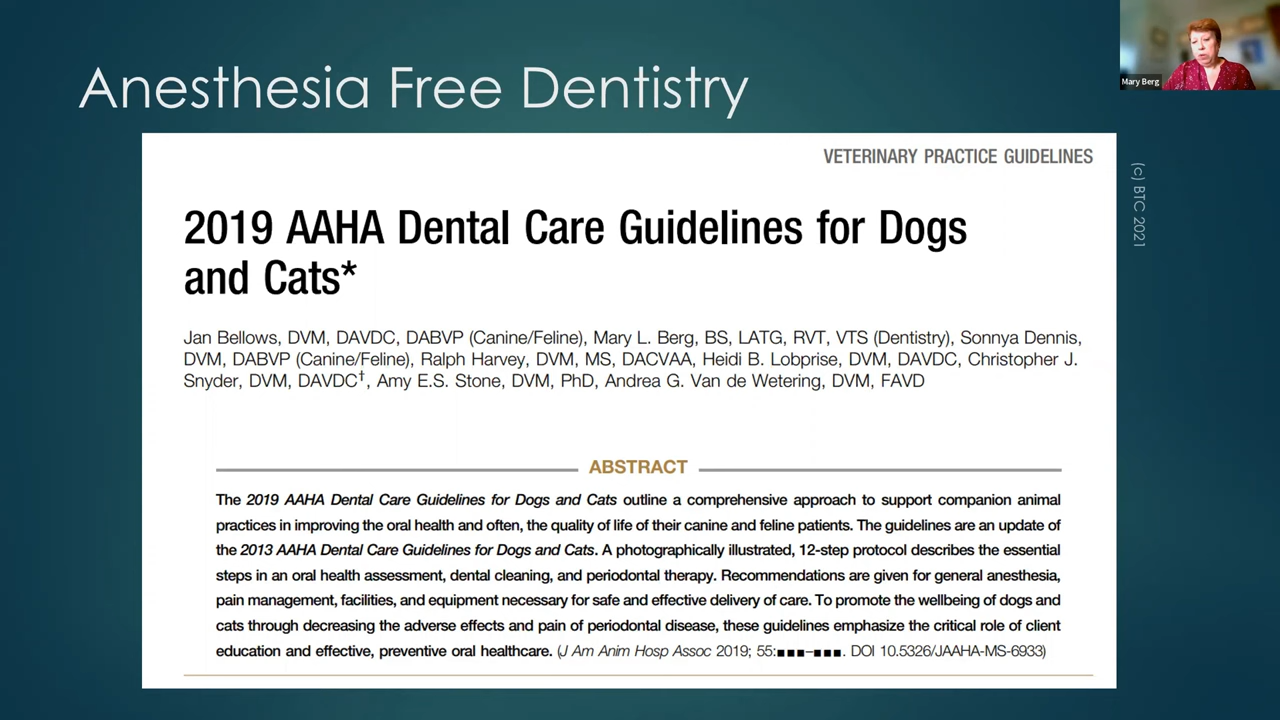 Anesthesia Free Dentistry
Mary Berg
(c) BTC 2021
VETERINARY PRACTICE GUIDELINES
2019 AAHA Dental Care Guidelines for Dogs
and Cats*
Jan Bellows, DVM, DAVDC, DABVP (Canine/Feline), Mary L. Berg, BS, LATG, RVT, VTS (Dentistry), Sonnya Dennis,
DVM, DABVP (Canine/Feline), Ralph Harvey, DVM, MS, DACVAA, Heidi B. Lobprise, DVM, DAVDC, Christopher J.
Snyder, DVM, DAVDC†, Amy E.S. Stone, DVM, PhD, Andrea G. Van de Wetering, DVM, FAVD
ABSTRACT
The 2019 AAHA Dental Care Guidelines for Dogs and Cats outline a comprehensive approach to support companion animal
practices in improving the oral health and often, the quality of life of their canine and feline patients. The guidelines are an update of
the 2013 AAHA Dental Care Guidelines for Dogs and Cats. A photographically illustrated, 12-step protocol describes the essential
steps in an oral health assessment, dental cleaning, and periodontal therapy. Recommendations are given for general anesthesia,
pain management, facilities, and equipment necessary for safe and effective delivery of care. To promote the wellbeing of dogs and
cats through decreasing the adverse effects and pain of periodontal disease, these guidelines emphasize the critical role of client
education and effective, preventive oral healthcare. (J Am Anim Hosp Assoc 2019; 55:■■■–■■■. DOI 10.5326/JAAHA-MS-6933)